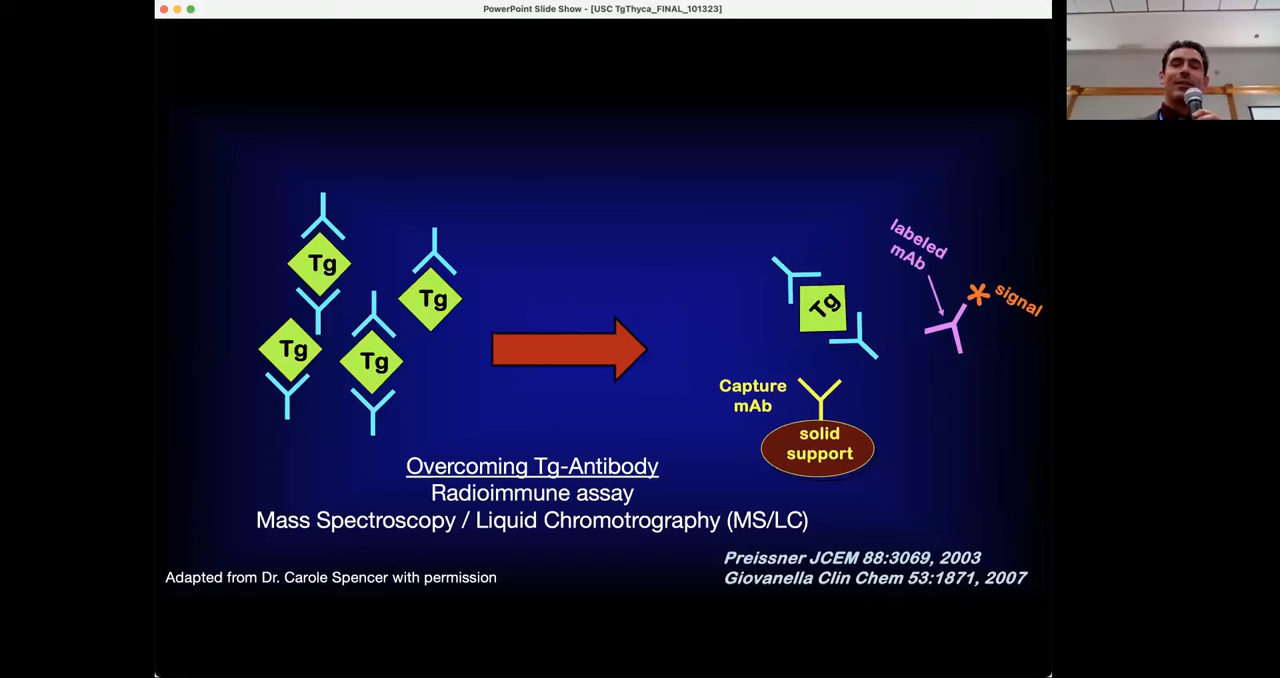 PowerPoint Slide Show - [USC TgThyca_FINAL_101323]
Tg
Tg
Tg
Tg
Tg
labeled
mAb
signal
Capture
mAb
solid
support
Overcoming Tg-Antibody
Radioimmune assay
Mass Spectroscopy / Liquid Chromotrography (MS/LC)
Preissner JCEM 88:3069, 2003
Giovanella Clin Chem 53:1871, 2007
Adapted from Dr. Carole Spencer with permission